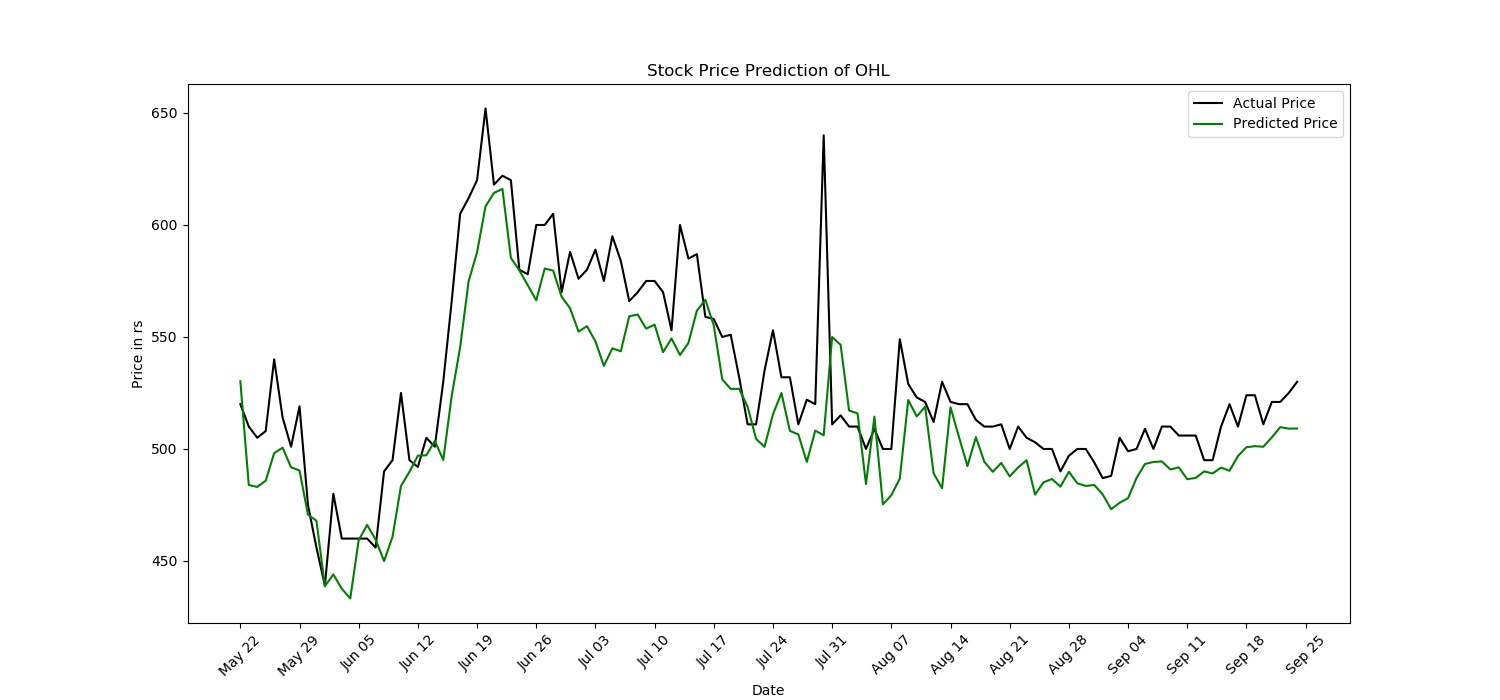 Stock Price Prediction of OHL
Actual Price
Predicted Price
650
600
550
500
450
Price in rs
May 22
May 29
Jun 05
Jun 12
Jun 19
Jun 26
Jul 03
Jul 10
Jul 17
Jul 24
Jul 31
Aug 07
Aug 14
Aug 21
Aug 28
Sep 04
Sep 11
Sep 18
Sep 25
Date